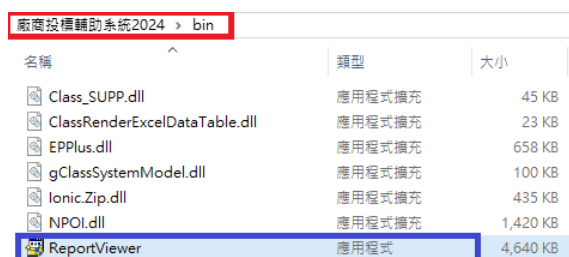 廠商投標輔助系統2024 › bin
名稱 類型 大小
Class_SUPP.dll 應用程式擴充 45 KB
ClassRenderExcelDataTable.dll 應用程式擴充 23 KB
EPPlus.dll 應用程式擴充 658 KB
gClassSystemModel.dll 應用程式擴充 100 KB
Ionic.Zip.dll 應用程式擴充 435 KB
NPOI.dll 應用程式擴充 1,420 KB
ReportViewer 應用程式 4,640 KB